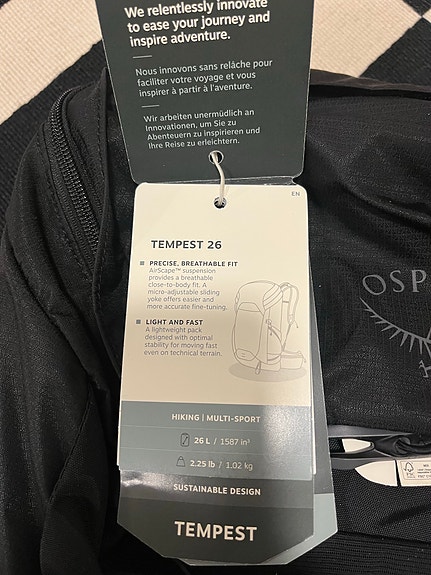 We relentlessly innovate
to ease your journey and
inspire adventure.
Nous innovons sans relâche pour
faciliter votre voyage et vous
inspirer à partir à l'aventure.
Wir arbeiten unermüdlich an
Innovationen, um Sie zu
Abenteuern zu inspirieren und
Ihre Reise zu erleichtern.
EN
TEMPEST 26
PRECISE, BREATHABLE FIT
AirScape™ suspension
provides a breathable
close-to-body fit. A
micro-adjustable sliding
yoke offers easier and
more accurate fine-tuning.
LIGHT AND FAST
A lightweight pack
designed with optimal
stability for moving fast
even on technical terrain.
OSP
HIKING | MULTI-SPORT
26 L / 1587 in³
2.25 lb / 1.02 kg
SUSTAINABLE DESIGN
TEMPEST